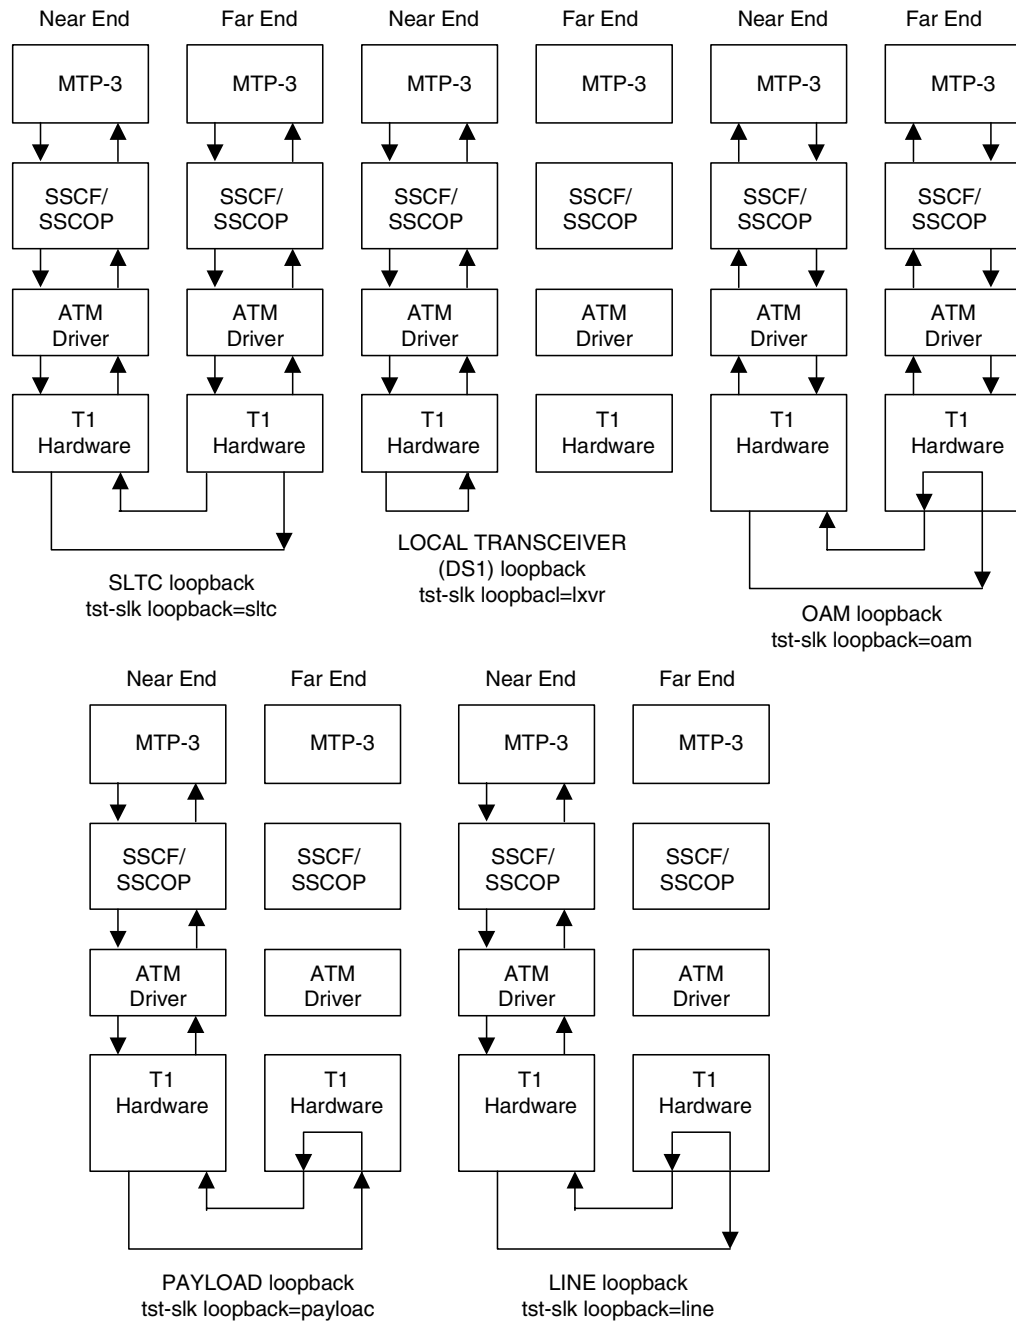 Near End Far End Near End Far End Near End Far End
MTP-3 MTP-3 MTP-3 MTP-3 MTP-3 MTP-3
SSCF/ SSCF/ SSCF/ SSCF/ SSCF/ SSCF/
SSCOP SSCOP SSCOP SSCOP SSCOP SSCOP
ATM ATM ATM ATM ATM ATM
Driver Driver Driver Driver Driver Driver
T1 T1 T1 T1 T1 T1
Hardware Hardware Hardware Hardware Hardware Hardware
SLTC loopback
tst-slk loopback=sltc
LOCAL TRANSCEIVER
(DS1) loopback
tst-slk loopbacl=lxvr
OAM loopback
tst-slk loopback=oam
Near End Far End Near End Far End
MTP-3 MTP-3 MTP-3 MTP-3
SSCF/ SSCF/ SSCF/ SSCF/
SSCOP SSCOP SSCOP SSCOP
ATM ATM ATM ATM
Driver Driver Driver Driver
T1 T1 T1 T1
Hardware Hardware Hardware Hardware
PAYLOAD loopback
tst-slk loopback=payloac
LINE loopback
tst-slk loopback=line